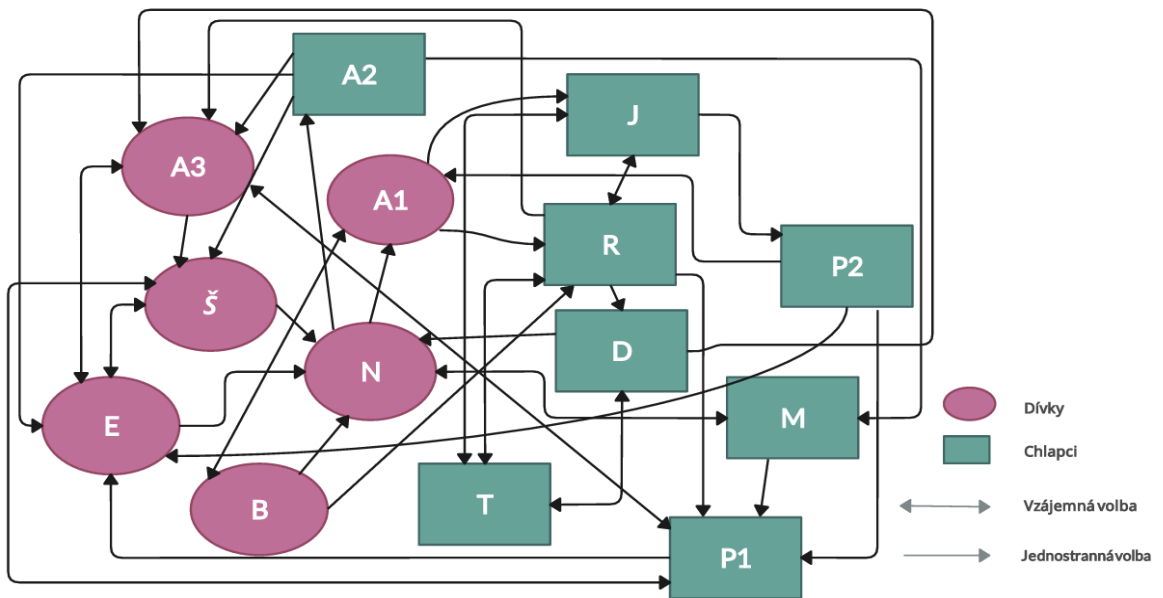 A2
J
A3
A1
R
P2
Š
D
N
M
E
B
T
P1
Dívky
Chlapci
Vzájemná volba
Jednostranná volba